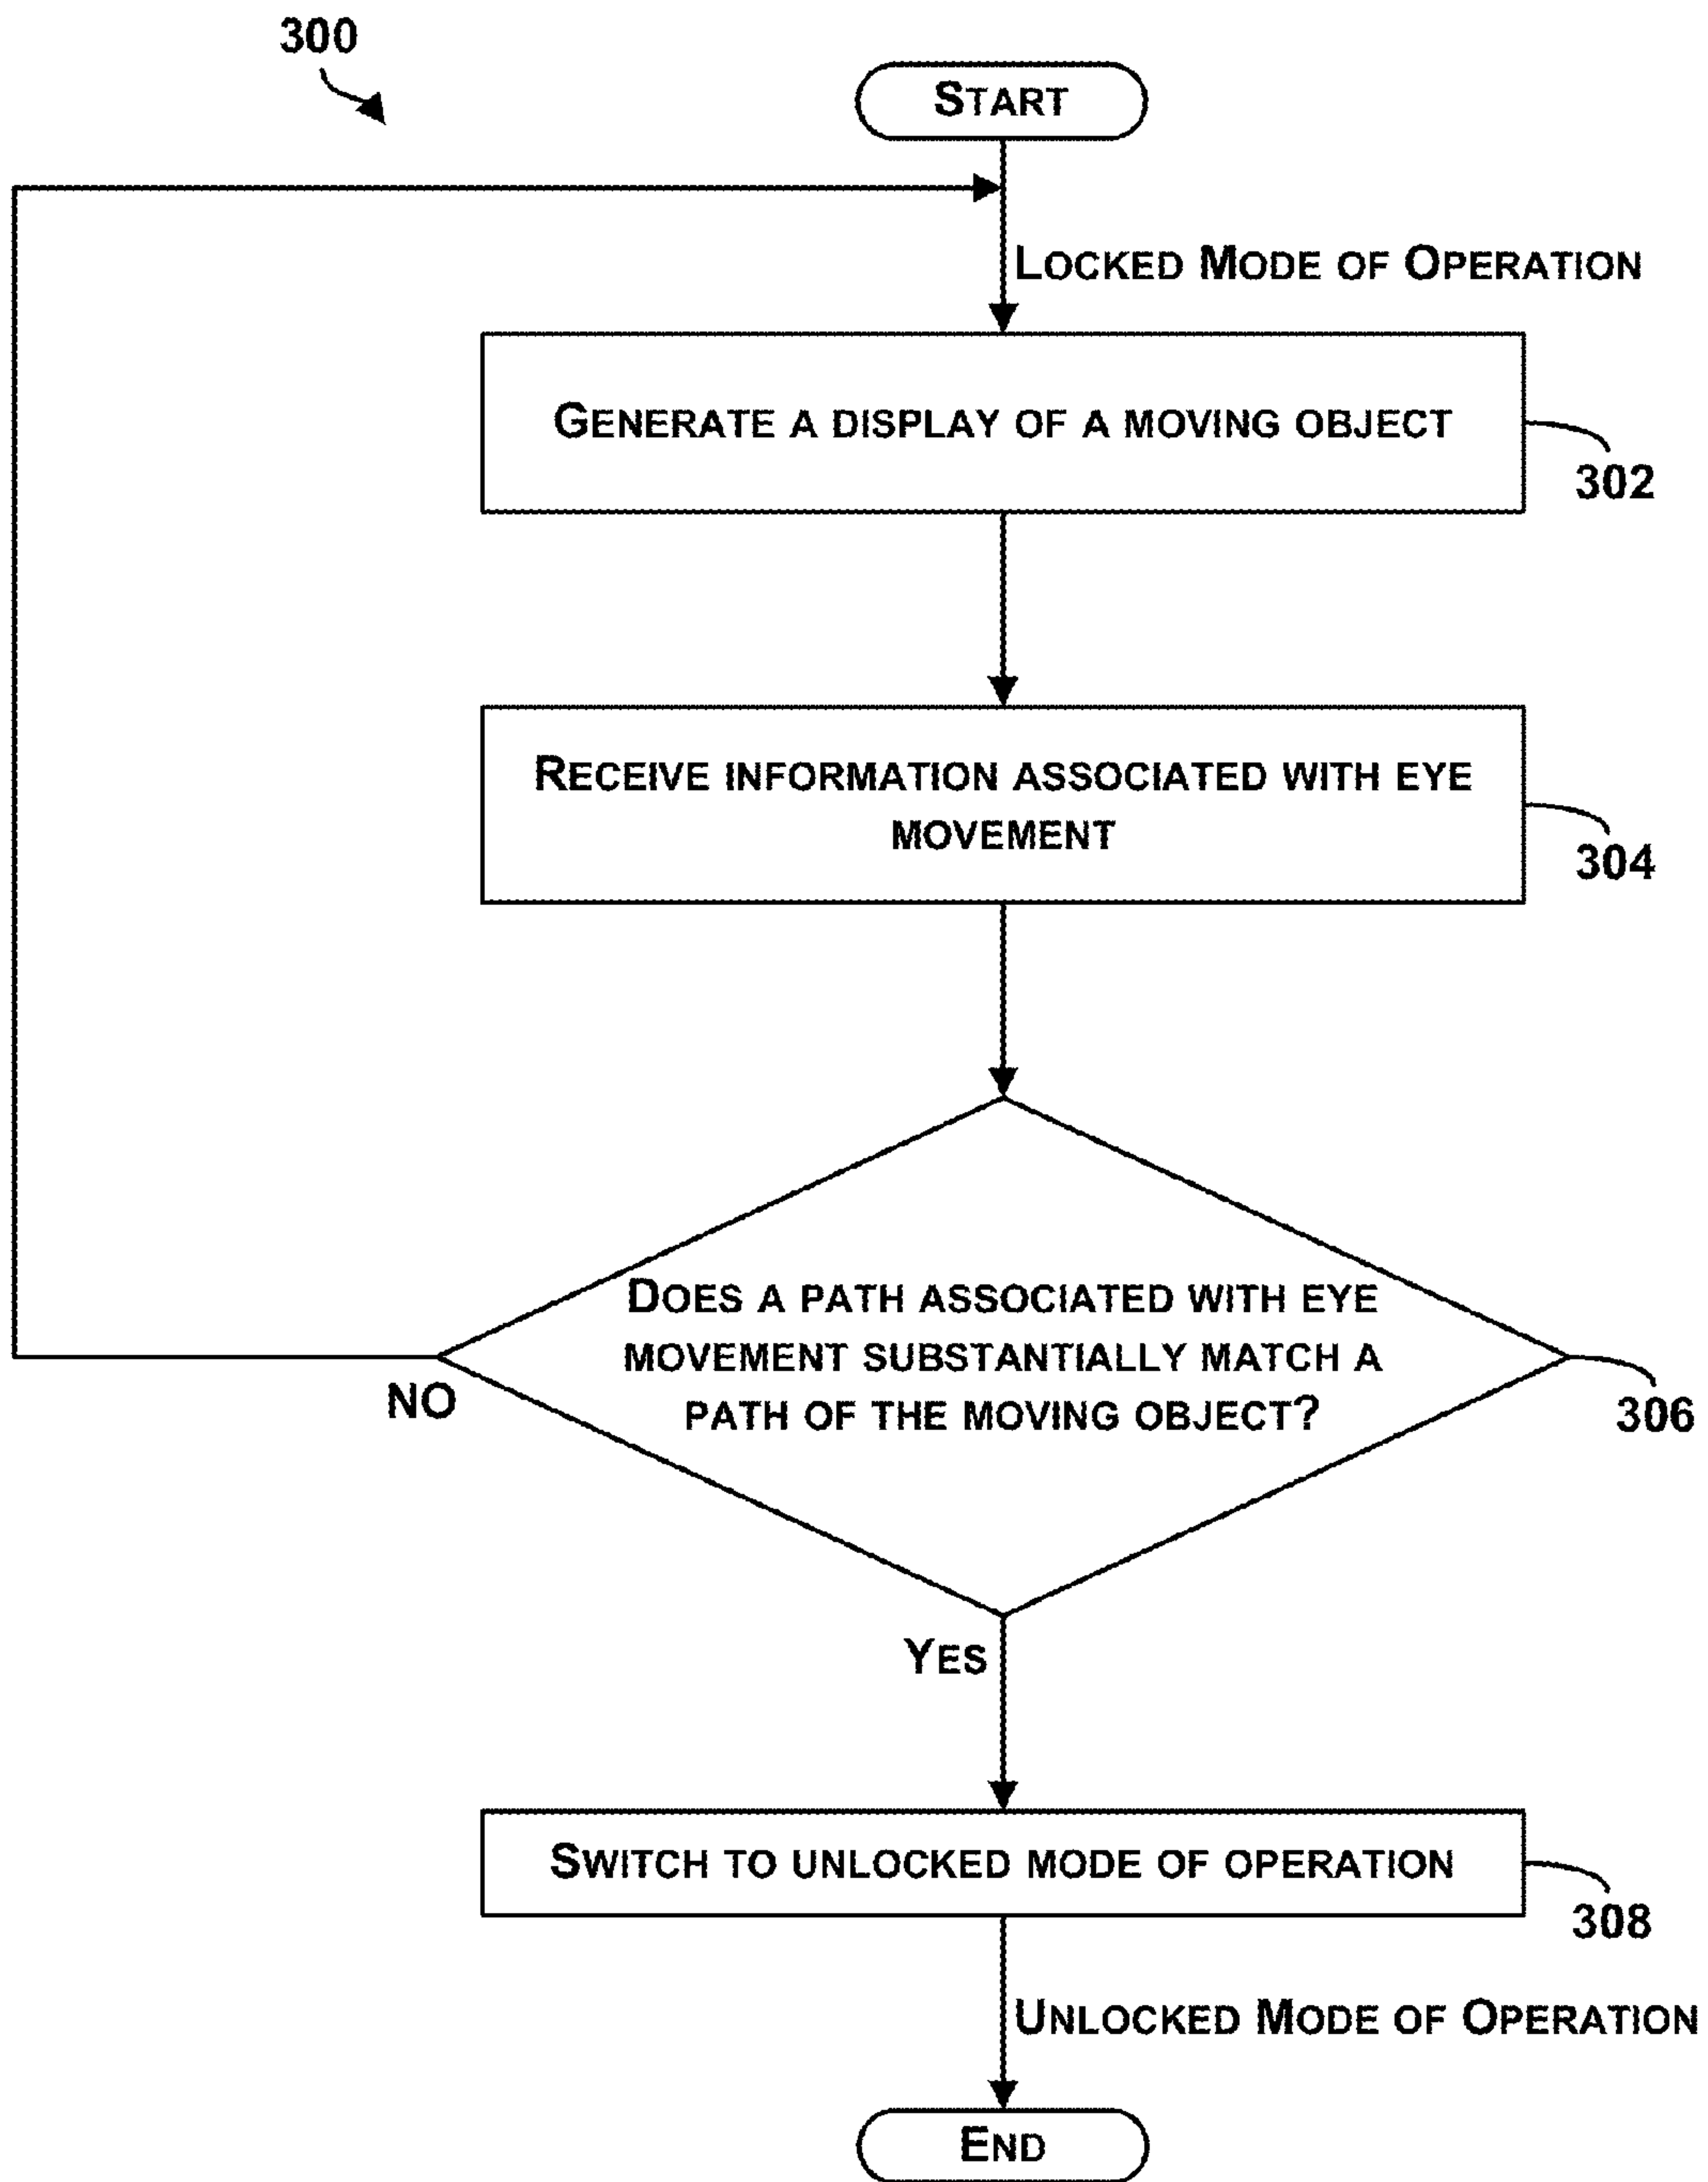 300
START
LOCKED MODE OF OPERATION
GENERATE A DISPLAY OF A MOVING OBJECT
302
RECEIVE INFORMATION ASSOCIATED WITH EYE
MOVEMENT
304
DOES A PATH ASSOCIATED WITH EYE
MOVEMENT SUBSTANTIALLY MATCH A
PATH OF THE MOVING OBJECT?
NO
306
YES
SWITCH TO UNLOCKED MODE OF OPERATION
308
UNLOCKED MODE OF OPERATION
END